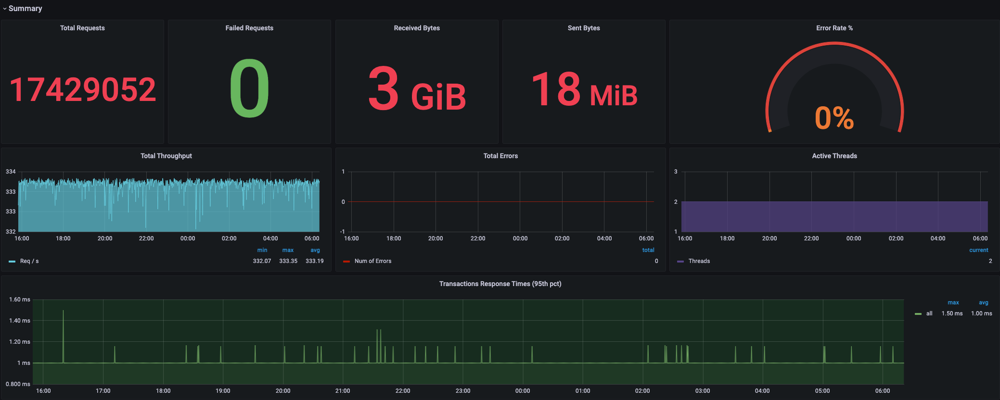 Summary
Total Requests
17429052
Failed Requests
0
Received Bytes
3 GiB
Sent Bytes
18 MiB
Error Rate %
0%
Total Throughput
334
333
333
332
16:00 18:00 20:00 22:00 00:00 02:00 04:00 06:00
min max avg
Req / s 332.07 333.35 333.19
Total Errors
1
0
-1
16:00 18:00 20:00 22:00 00:00 02:00 04:00 06:00
total
Num of Errors 0
Active Threads
3
2
1
16:00 18:00 20:00 22:00 00:00 02:00 04:00 06:00
current
Threads 2
Transactions Response Times (95th pct)
1.60 ms
1.40 ms
1.20 ms
1 ms
0.800 ms
16:00 17:00 18:00 19:00 20:00 21:00 22:00 23:00 00:00 01:00 02:00 03:00 04:00 05:00 06:00
max avg
all 1.50 ms 1.00 ms